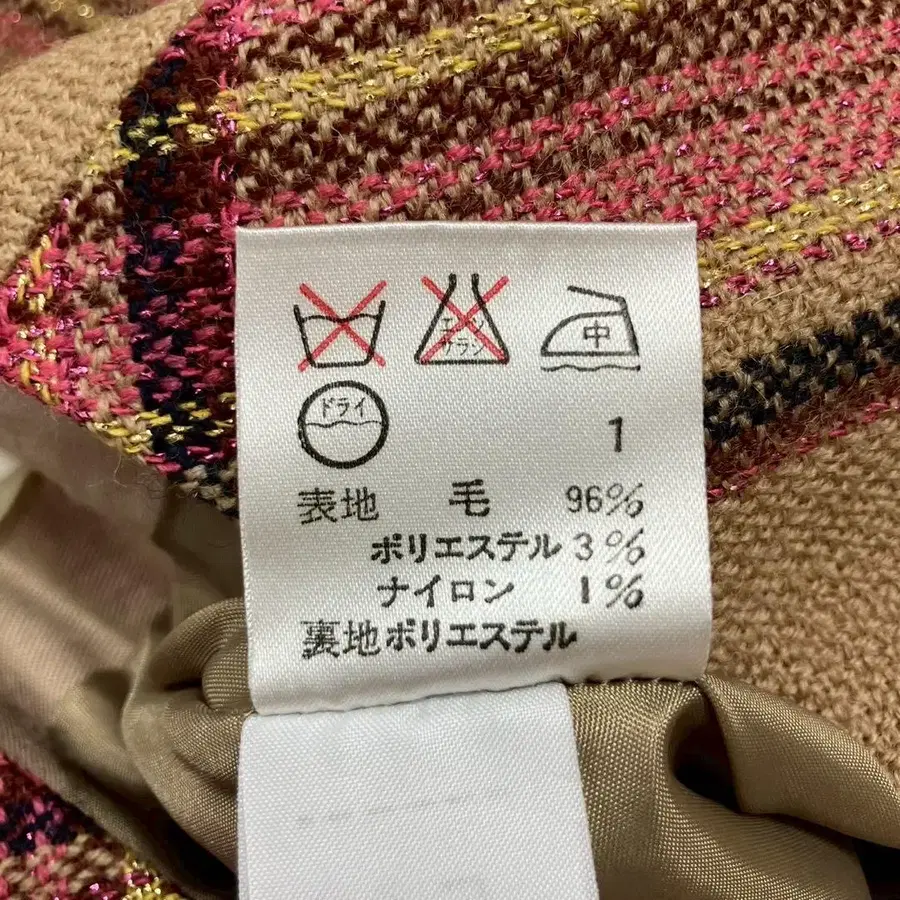 エンソ
サラシ
中
ドライ
1
表地 毛 96%
ポリエステル 3%
ナイロン 1%
裏地ポリエステル